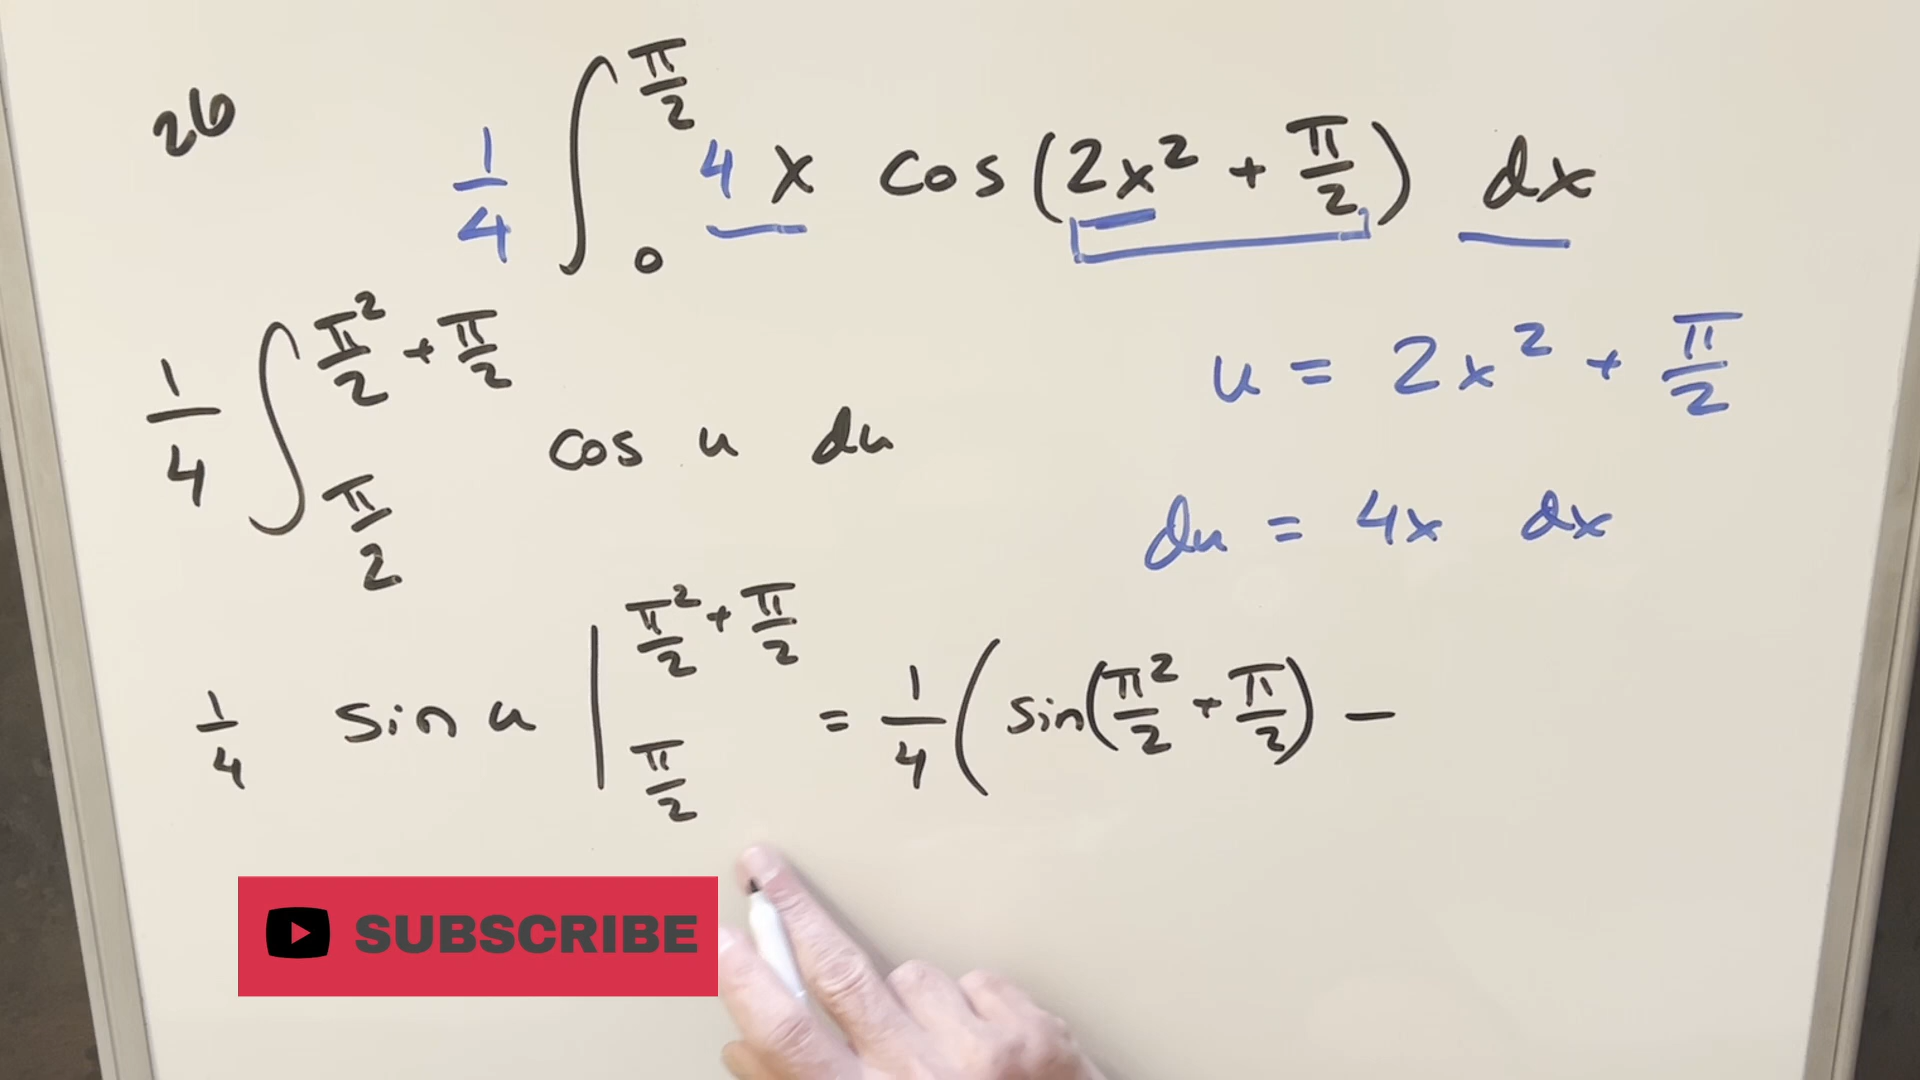 26
1/4 ∫₀^(π/2) 4x cos(2x² + π/2) dx
1/4 ∫_(π/2)^(π²/2 + π/2) cos u du
u = 2x² + π/2
du = 4x dx
1/4 sin u |_(π/2)^(π²/2 + π/2) = 1/4 ( sin(π²/2 + π/2) −
SUBSCRIBE